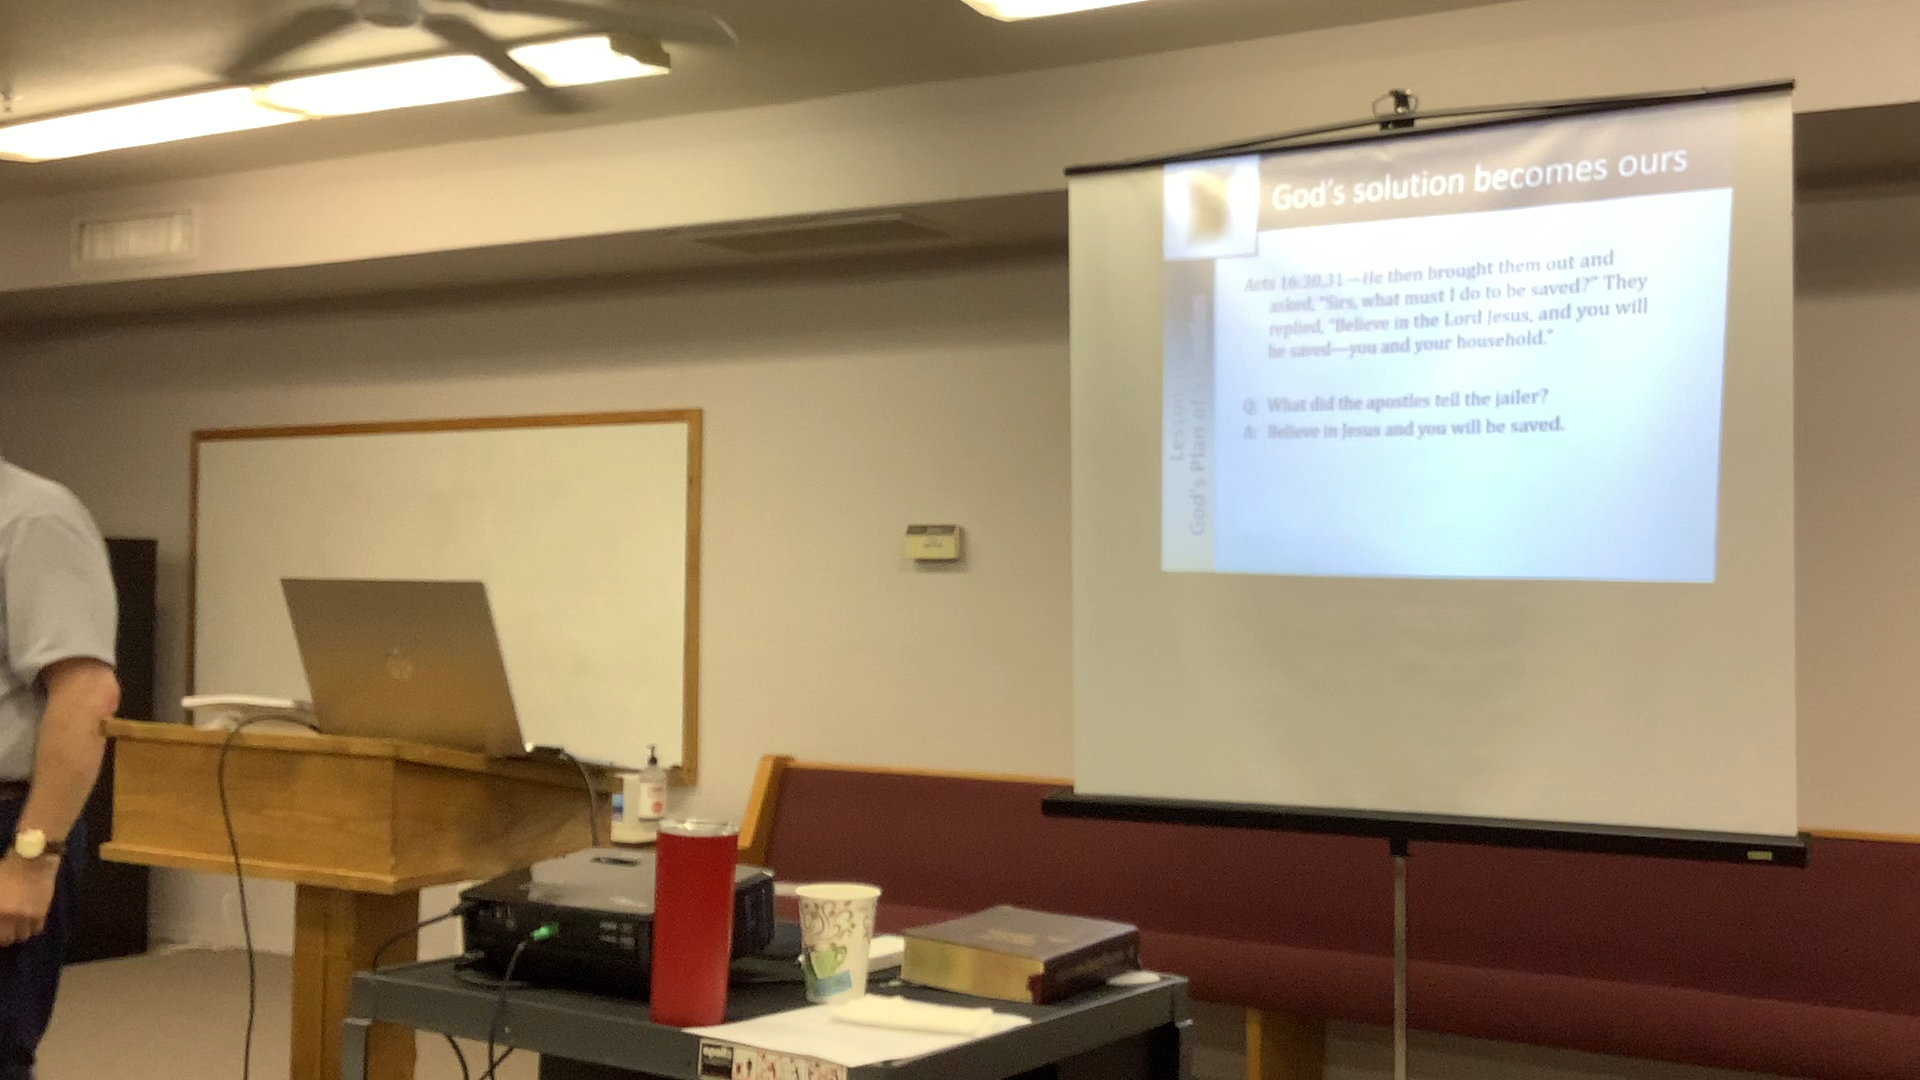 God's solution becomes ours
Acts 16:30,31—He then brought them out and
asked, "Sirs, what must I do to be saved?" They
replied, "Believe in the Lord Jesus, and you will
be saved—you and your household."
Q: What did the apostles tell the jailer?
A: Believe in Jesus and you will be saved.
Lesson
God's Plan of